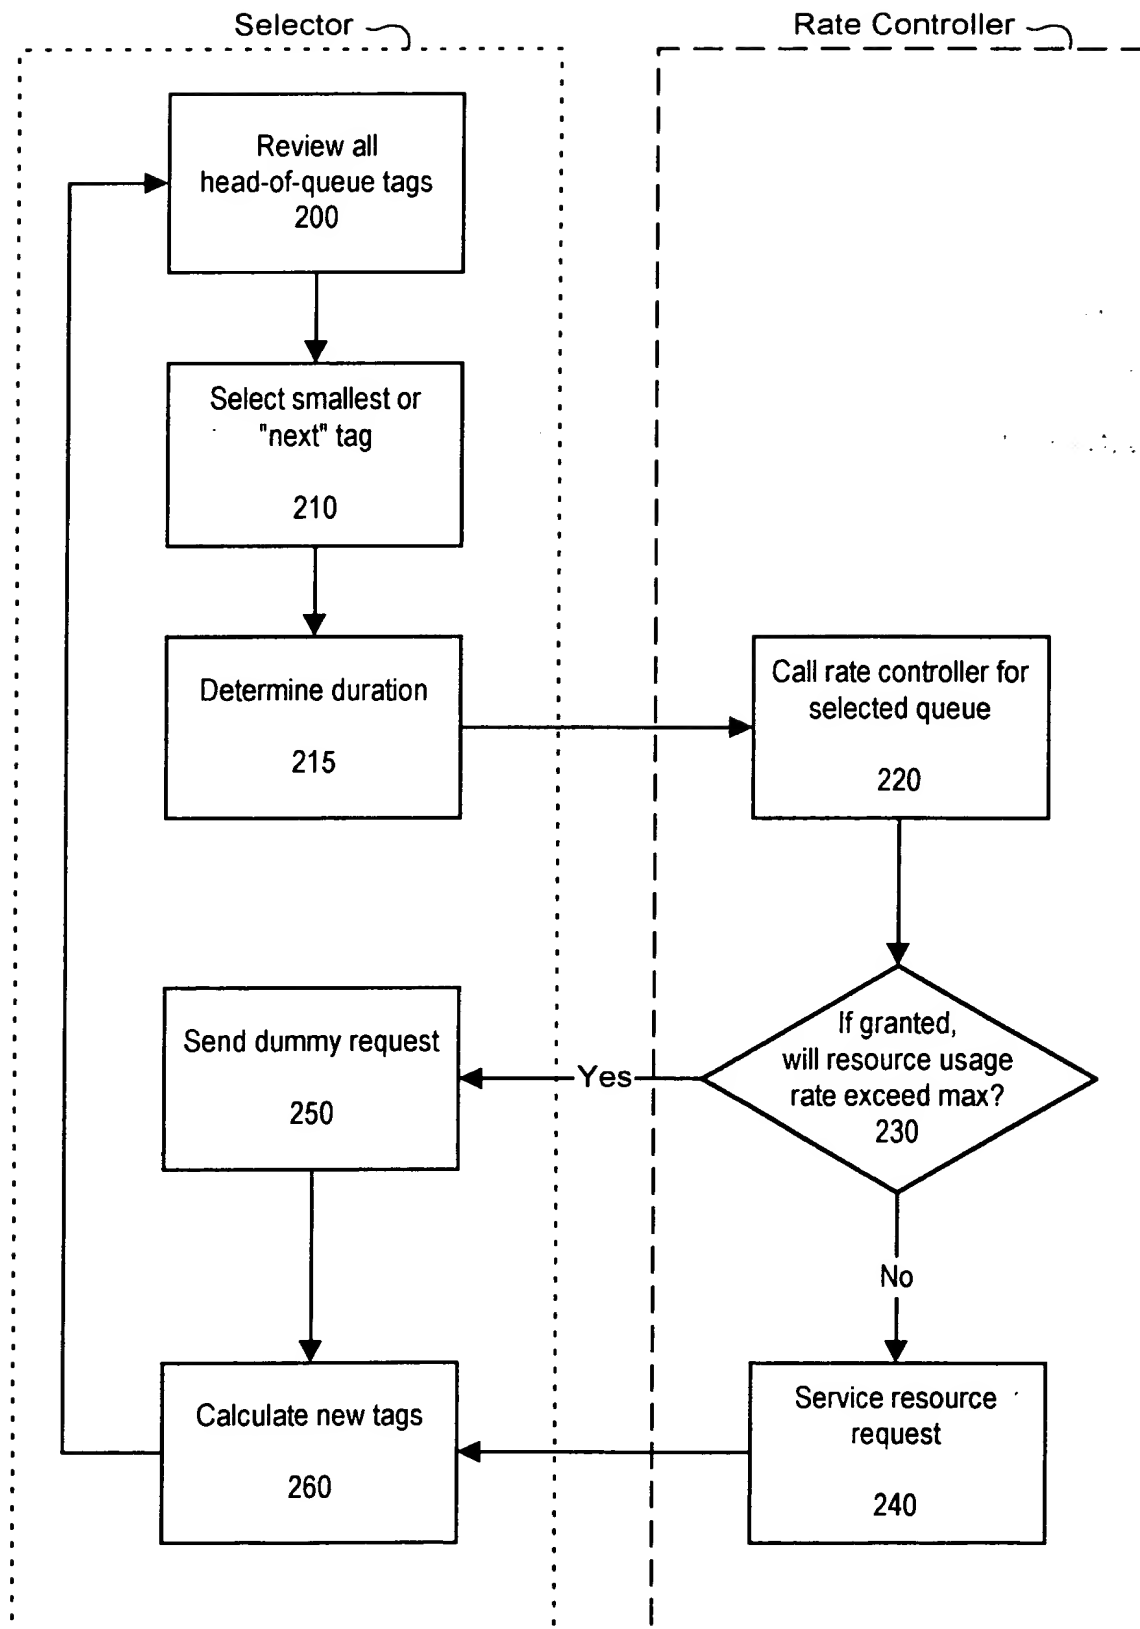 Selector
Rate Controller
Review all
head-of-queue tags
200
Select smallest or
"next" tag
210
Determine duration
215
Call rate controller for
selected queue
220
If granted,
will resource usage
rate exceed max?
230
Yes
Send dummy request
250
No
Calculate new tags
260
Service resource
request
240